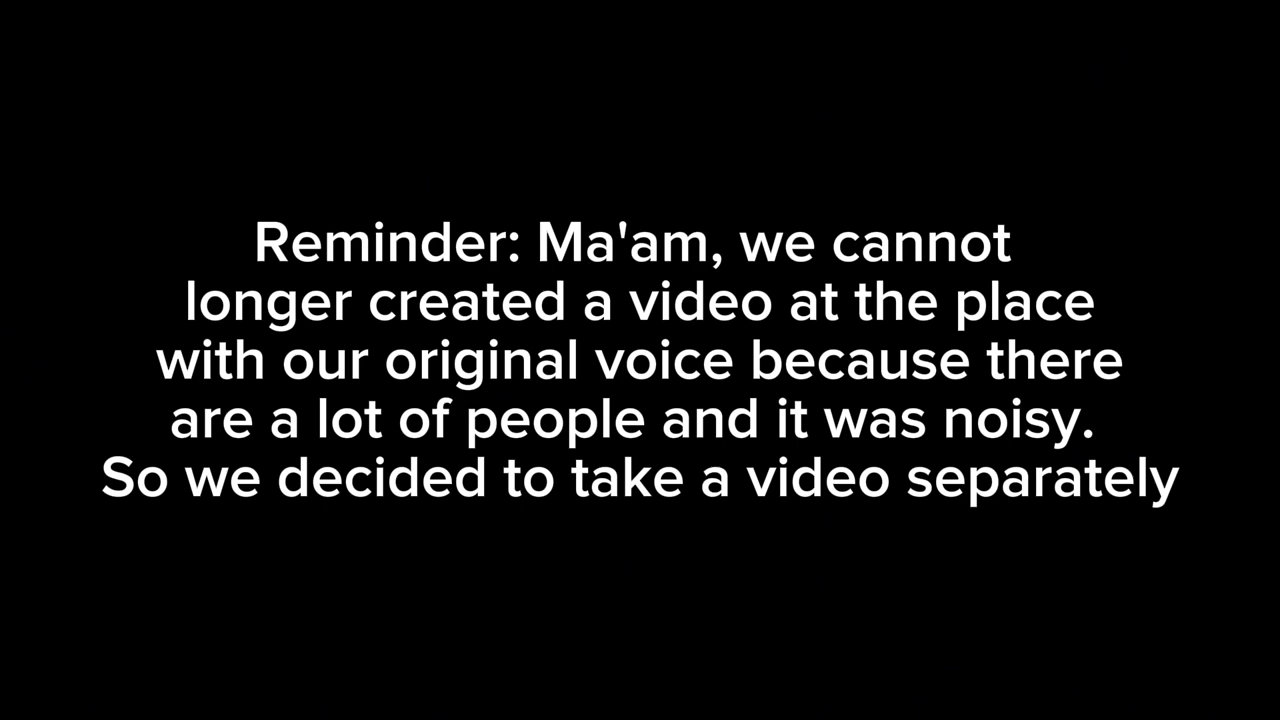 Reminder: Ma'am, we cannot
longer created a video at the place
with our original voice because there
are a lot of people and it was noisy.
So we decided to take a video separately